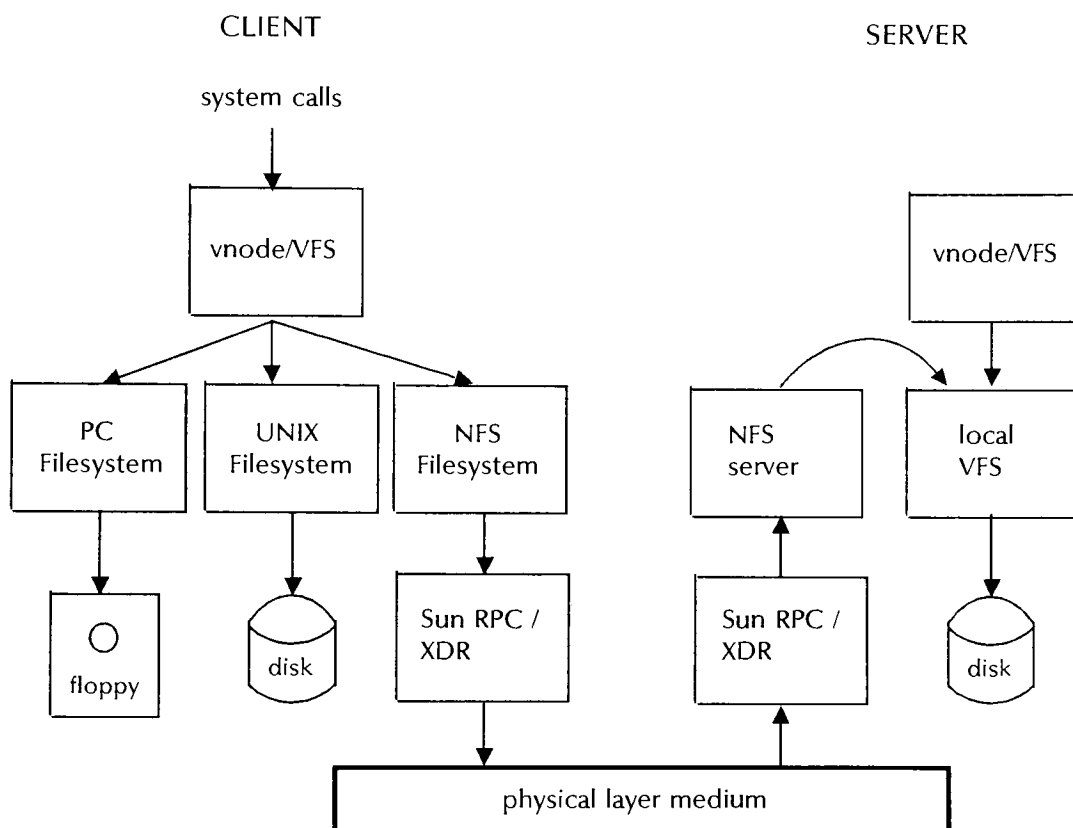 CLIENT
SERVER
system calls
vnode/VFS
vnode/VFS
PC
Filesystem
UNIX
Filesystem
NFS
Filesystem
NFS
server
local
VFS
floppy
disk
Sun RPC /
XDR
Sun RPC /
XDR
disk
physical layer medium